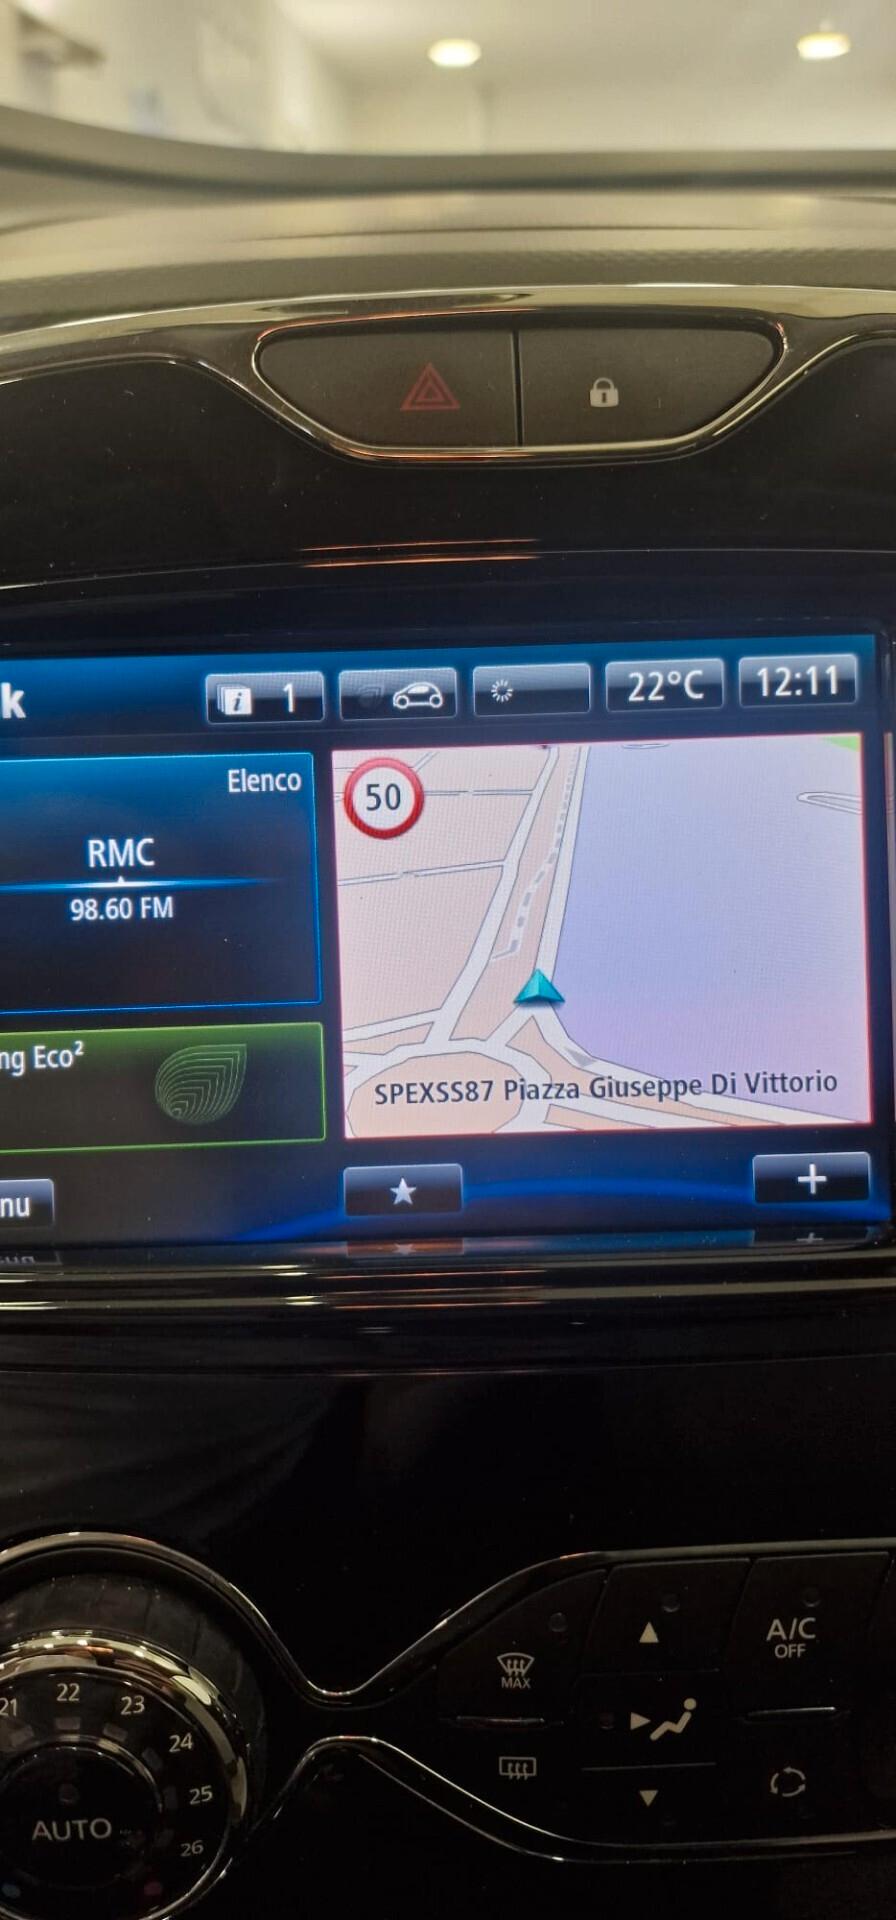 k
1
22°C
12:11
Elenco
RMC
98.60 FM
50
ng Eco²
SPEXSS87 Piazza Giuseppe Di Vittorio
nu
+
21
22
23
24
25
26
AUTO
MAX
A/C
OFF